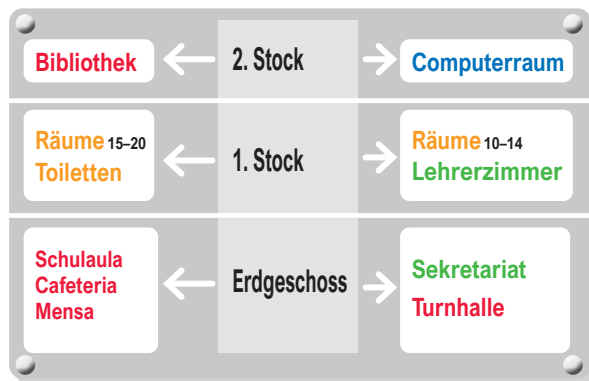 Bibliothek
2. Stock
Computerraum
Räume 15–20
Toiletten
1. Stock
Räume 10–14
Lehrerzimmer
Schulaula
Cafeteria
Mensa
Erdgeschoss
Sekretariat
Turnhalle